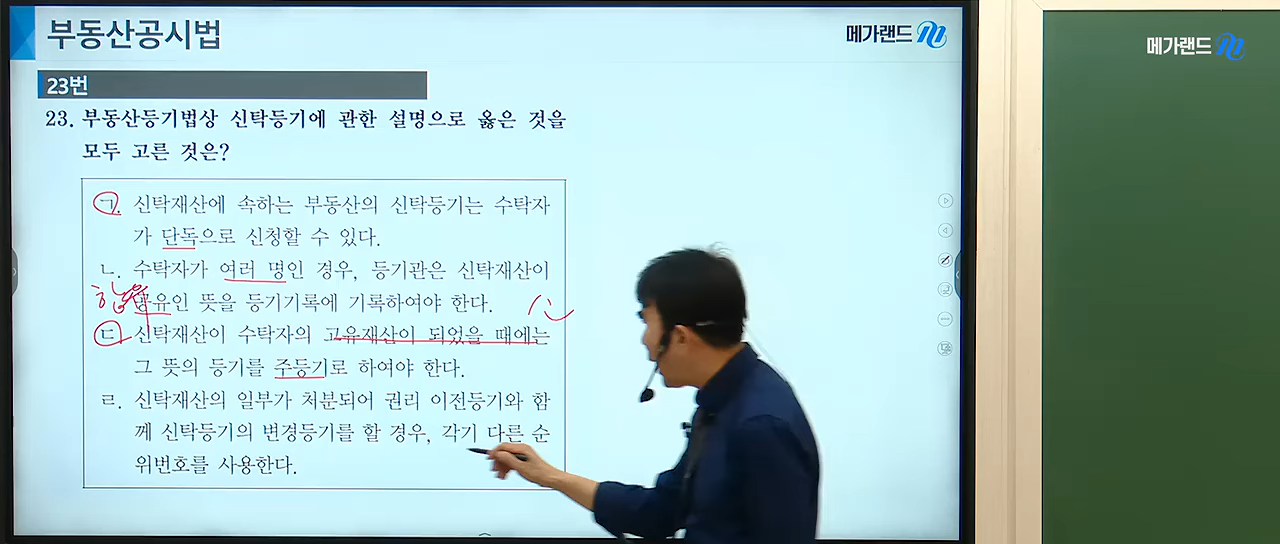 부동산공시법
메가랜드
메가랜드
23번
23. 부동산등기법상 신탁등기에 관한 설명으로 옳은 것을
모두 고른 것은?
ㄱ. 신탁재산에 속하는 부동산의 신탁등기는 수탁자
가 단독으로 신청할 수 있다.
ㄴ. 수탁자가 여러 명인 경우, 등기관은 신탁재산이
합유
공유인 뜻을 등기기록에 기록하여야 한다.
ㄷ. 신탁재산이 수탁자의 고유재산이 되었을 때에는
그 뜻의 등기를 주등기로 하여야 한다.
ㄹ. 신탁재산의 일부가 처분되어 권리 이전등기와 함
께 신탁등기의 변경등기를 할 경우, 각기 다른 순
위번호를 사용한다.